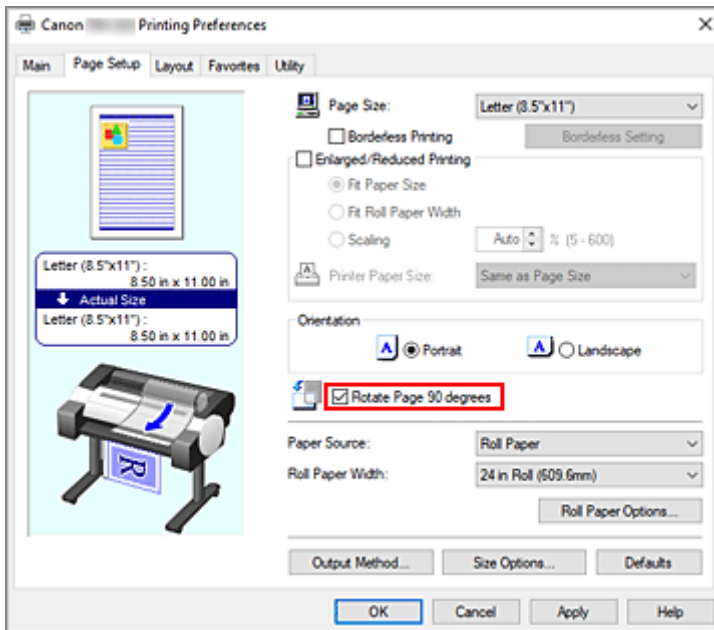 Canon Printing Preferences
Main Page Setup Layout Favorites Utility
Page Size: Letter (8.5"x11")
Borderless Printing Borderless Setting
Enlarged/Reduced Printing
Fit Paper Size
Fit Roll Paper Width
Scaling Auto % (5 - 600)
Printer Paper Size: Same as Page Size
Letter (8.5"x11") :
8.50 in x 11.00 in
Actual Size
Letter (8.5"x11") :
8.50 in x 11.00 in
Orientation
A Portrait A Landscape
Rotate Page 90 degrees
Paper Source: Roll Paper
Roll Paper Width: 24 in Roll (609.6mm)
Roll Paper Options...
R
Output Method... Size Options... Defaults
OK Cancel Apply Help